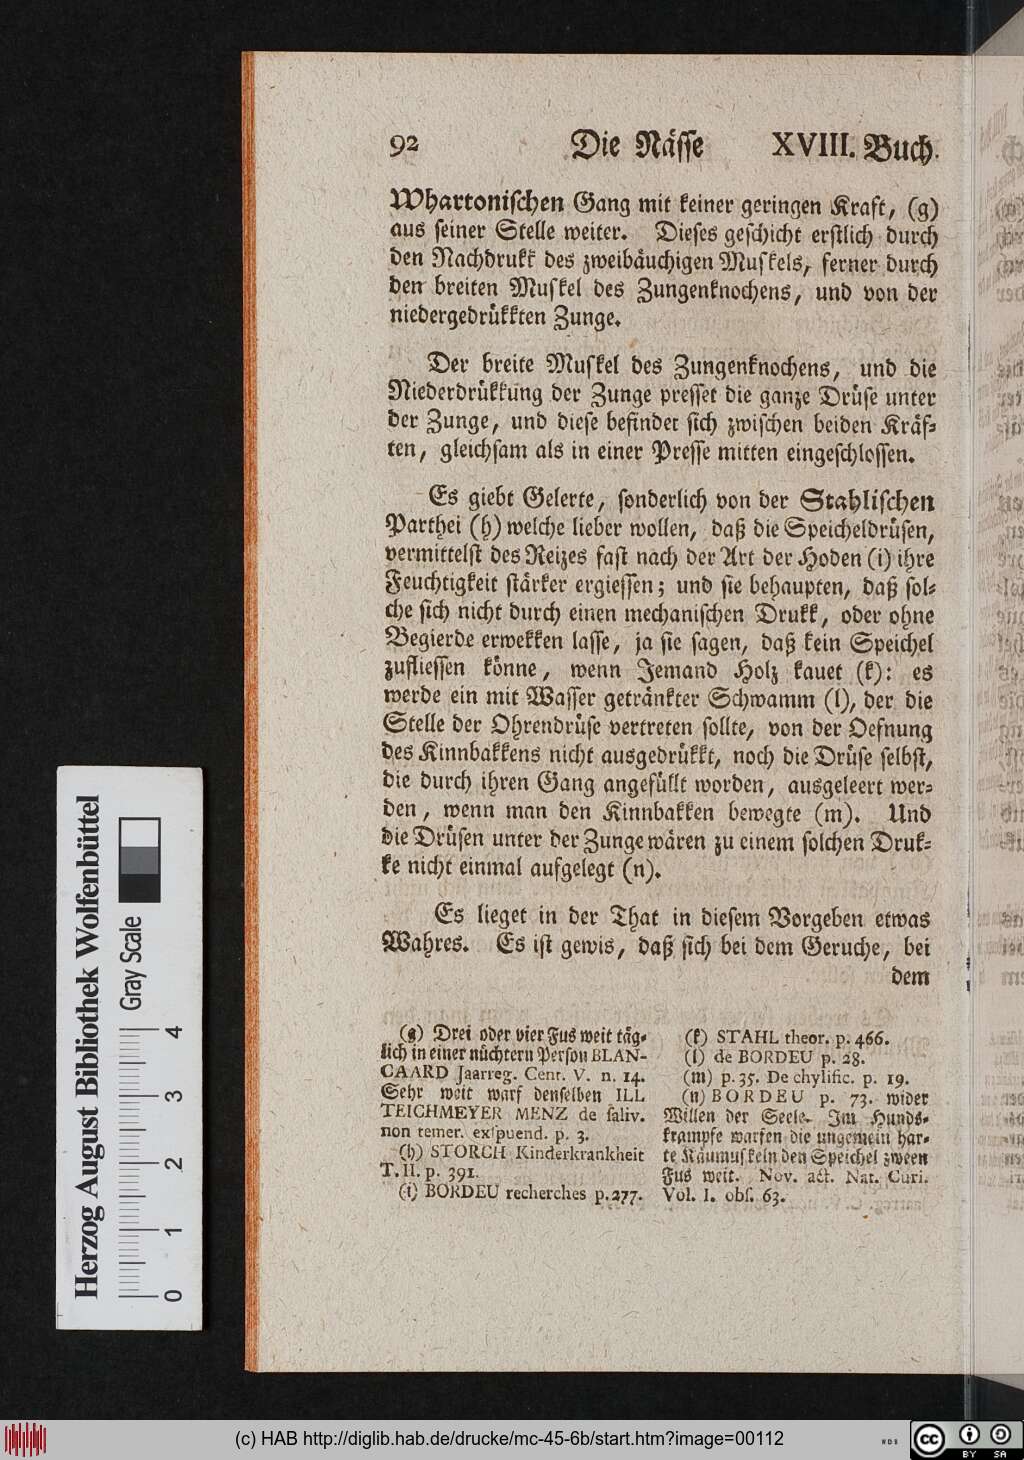 92 Die Nässe XVIII. Buch.
Whartonischen Gang mit keiner geringen Kraft, (g)
aus seiner Stelle weiter. Dieses geschicht erstlich durch
den Nachdrukk des zweibäuchigen Muskels, ferner durch
den breiten Muskel des Zungenknochens, und von der
niedergedrükkten Zunge.
Der breite Muskel des Zungenknochens, und die
Niederdrükkung der Zunge presset die ganze Drüse unter
der Zunge, und diese befindet sich zwischen beiden Kräf-
ten, gleichsam als in einer Presse mitten eingeschlossen.
Es giebt Gelerte, sonderlich von der Stahlischen
Parthei (h) welche lieber wollen, daß die Speicheldrüsen,
vermittelst des Reizes fast nach der Art der Hoden (i) ihre
Feuchtigkeit stärker ergiessen; und sie behaupten, daß sol-
che sich nicht durch einen mechanischen Drukk, oder ohne
Begierde erwekken lasse, ja sie sagen, daß kein Speichel
zufliessen könne, wenn Jemand Holz kauet (k): es
werde ein mit Wasser getränkter Schwamm (l), der die
Stelle der Ohrendrüse vertreten sollte, von der Oefnung
des Kinnbakkens nicht ausgedrükkt, noch die Drüse selbst,
die durch ihren Gang angefüllt worden, ausgeleert wer-
den, wenn man den Kinnbakken bewegte (m). Und
die Drüsen unter der Zunge wären zu einem solchen Druk-
ke nicht einmal aufgelegt (n).
Es lieget in der That in diesem Vorgeben etwas
Wahres. Es ist gewis, daß sich bei dem Geruche, bei
dem
(g) Drei oder vier Fus weit täg-
lich in einer nüchtern Person BLAN-
CAARD Jaarreg. Cent. V. n. 14.
Sehr weit warf denselben ILL
TEICHMEYER MENZ de saliv.
non temer. exspuend. p. 3.
(h) STORCH Kinderkrankheit
T. II. p. 391.
(i) BORDEU recherches p. 277.
(k) STAHL theor. p. 466.
(l) de BORDEU p. 28.
(m) p. 35. De chylific. p. 19.
(n) BORDEU p. 73. wider
Willen der Seele. Im Hunds-
krampfe warfen die ungemein har-
te Käumuskeln den Speichel zween
Fus weit. Nov. act. Nat. Curi.
Vol. I. obs. 63.
Herzog August Bibliothek Wolfenbüttel
Gray Scale
0 1 2 3 4
(c) HAB http://diglib.hab.de/drucke/mc-45-6b/start.htm?image=00112
WDB
cc BY SA